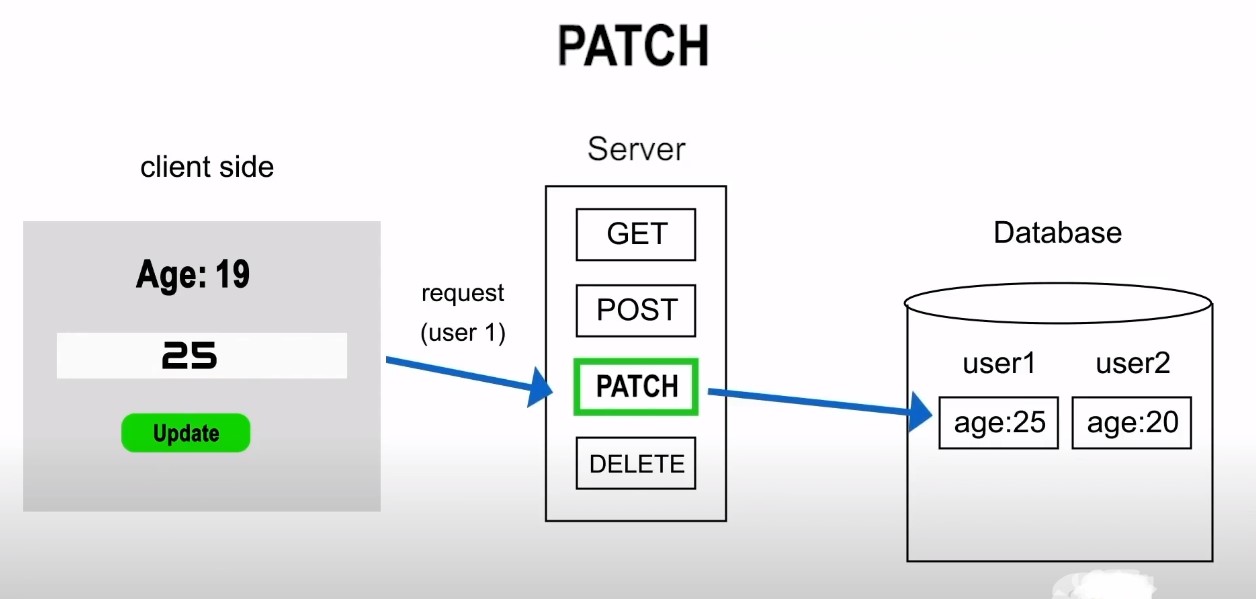 PATCH
client side
Age: 19
25
Update
request
(user 1)
Server
GET
POST
PATCH
DELETE
Database
user1 user2
age:25 age:20